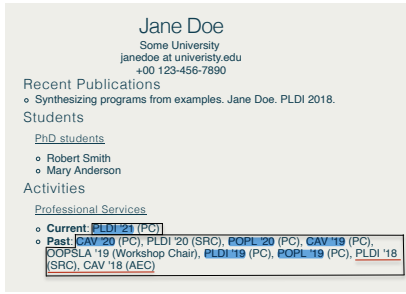 Jane Doe
Some University
janedoe at univeristy.edu
+00 123-456-7890
Recent Publications
Synthesizing programs from examples. Jane Doe. PLDI 2018.
Students
PhD students
Robert Smith
Mary Anderson
Activities
Professional Services
Current: PLDI '21 (PC)
Past: CAV '20 (PC), PLDI '20 (SRC), POPL '20 (PC), CAV '19 (PC),
OOPSLA '19 (Workshop Chair), PLDI '19 (PC), POPL '19 (PC), PLDI '18
(SRC), CAV '18 (AEC)